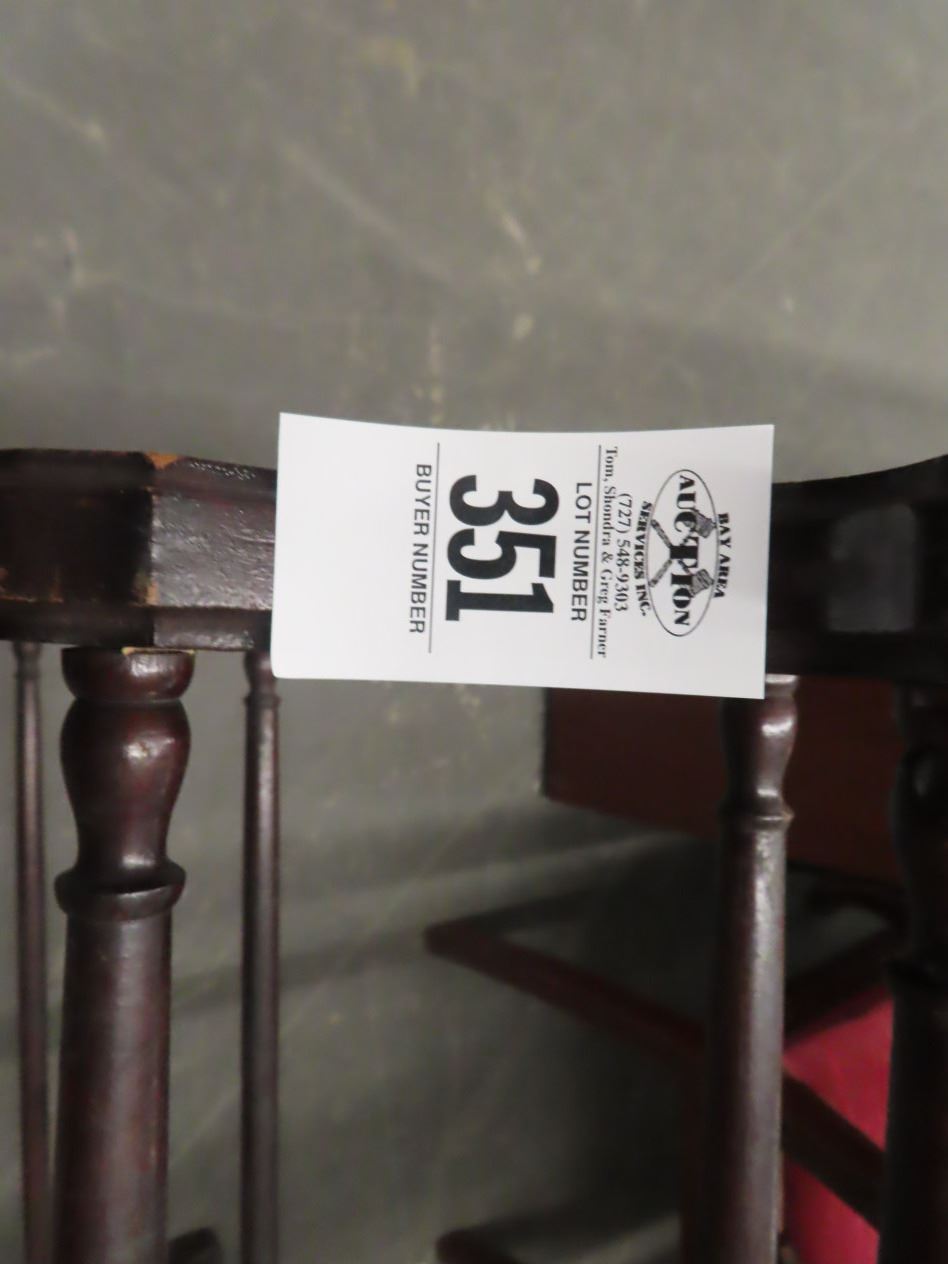 BAY AREA
AUCTION
SERVICES INC.
(727) 548-9303
Tom, Shondra & Greg Farner
LOT NUMBER
351
BUYER NUMBER